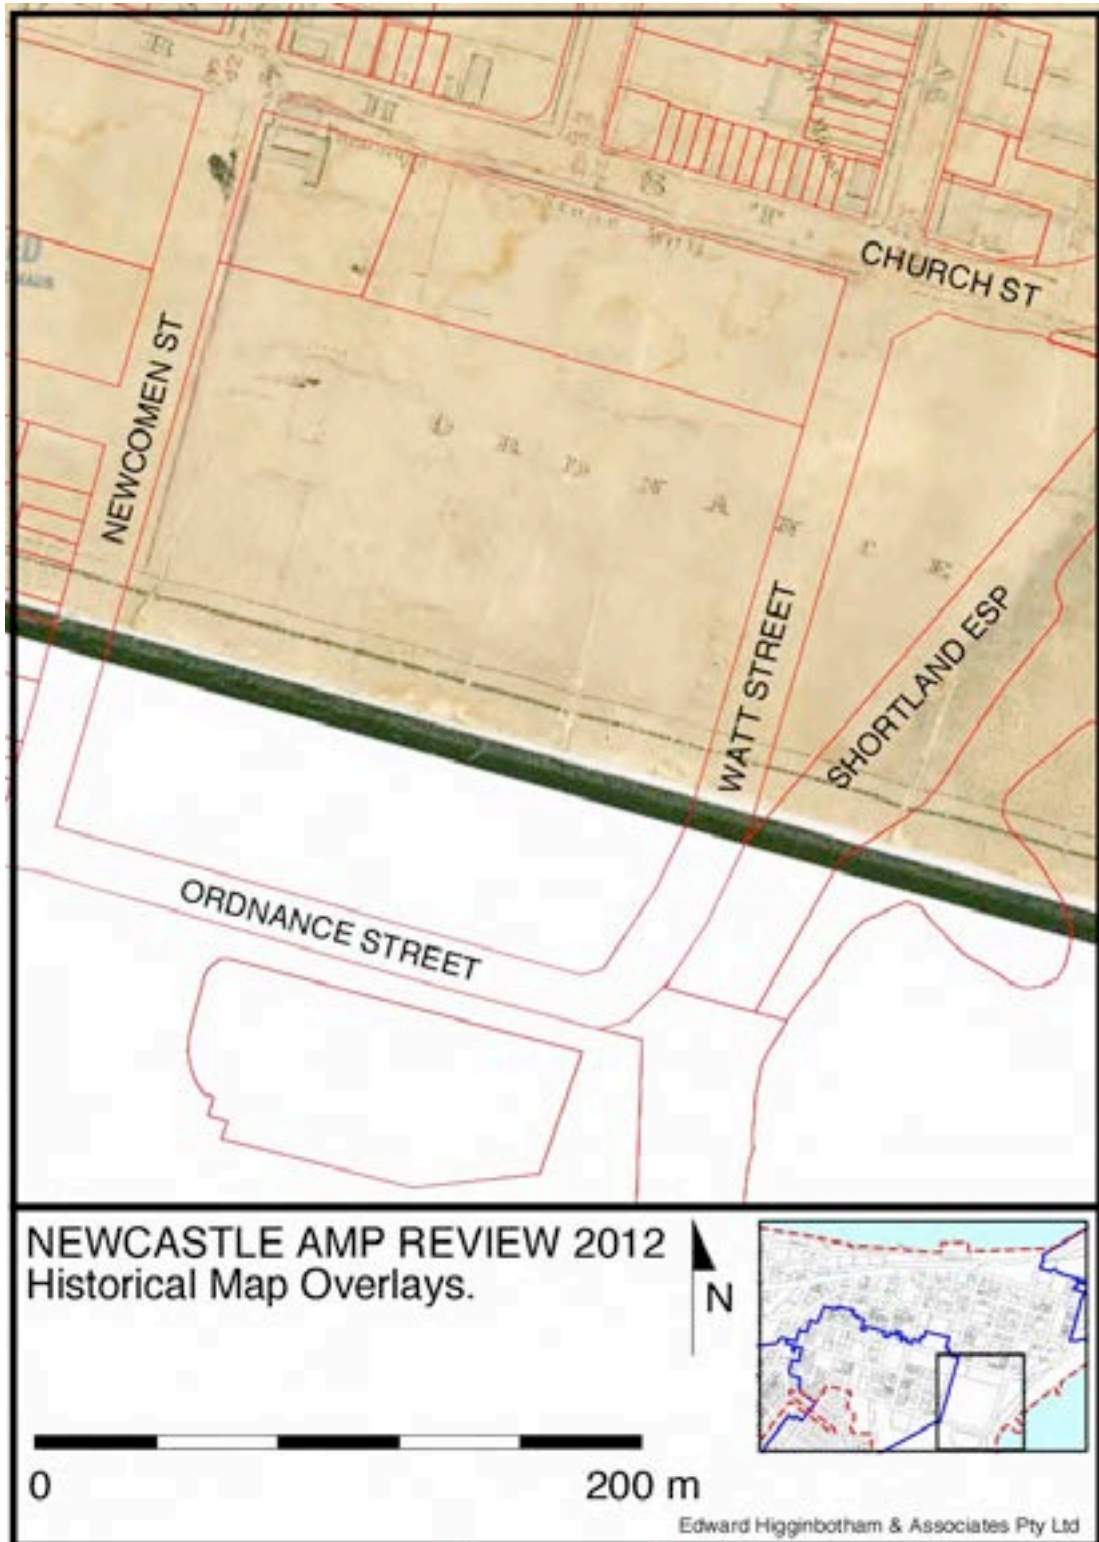 CHURCH ST
NEWCOMEN ST
O R D N A N C E
WATT STREET
SHORTLAND ESP
ORDNANCE STREET
NEWCASTLE AMP REVIEW 2012
Historical Map Overlays.
N
0
200 m
Edward Higginbotham & Associates Pty Ltd